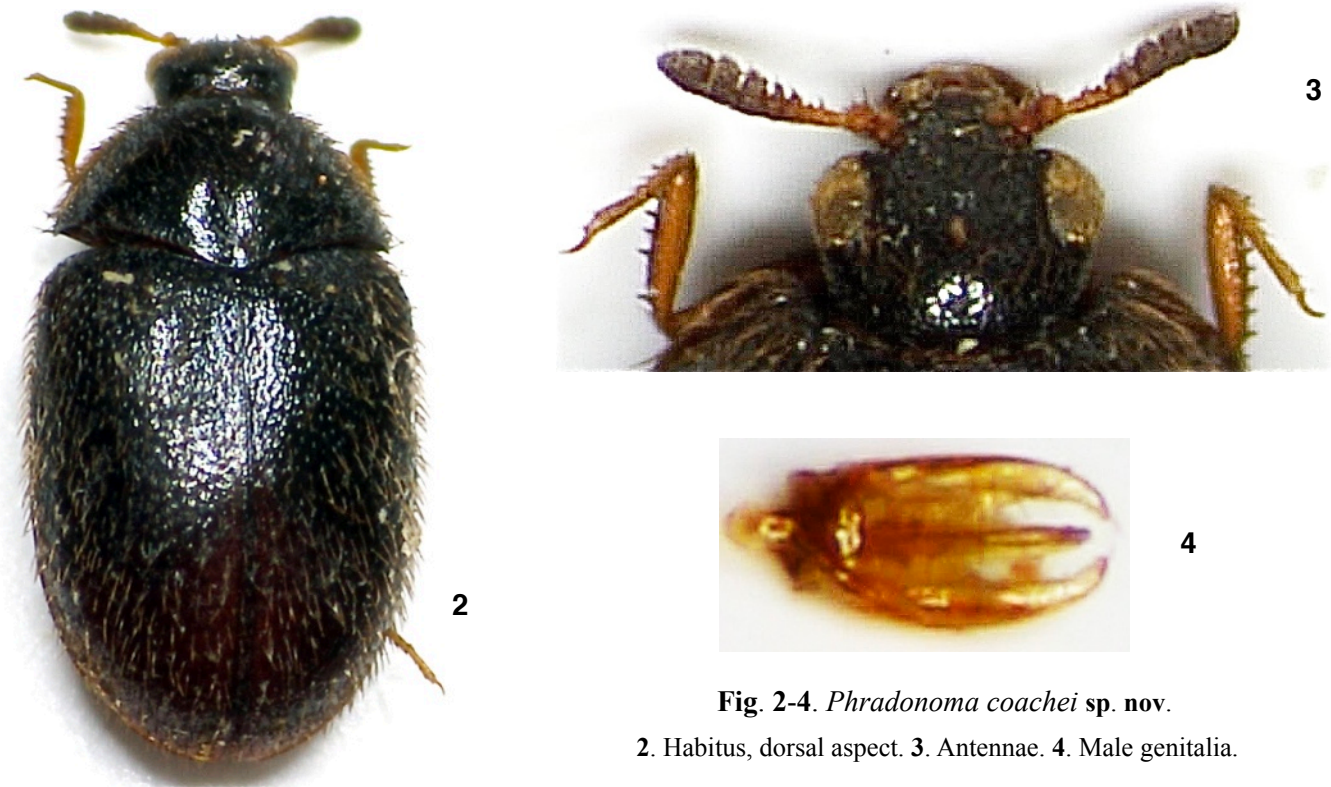 3
2
4
Fig. 2-4. Phradonoma coachei sp. nov.
2. Habitus, dorsal aspect. 3. Antennae. 4. Male genitalia.